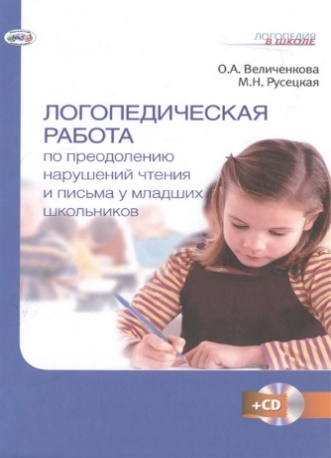 ЛОГОПЕДИЯ
В ШКОЛЕ
О.А. Величенкова
М.Н. Русецкая
ЛОГОПЕДИЧЕСКАЯ
РАБОТА
по преодолению
нарушений чтения
и письма у младших
школьников
+CD